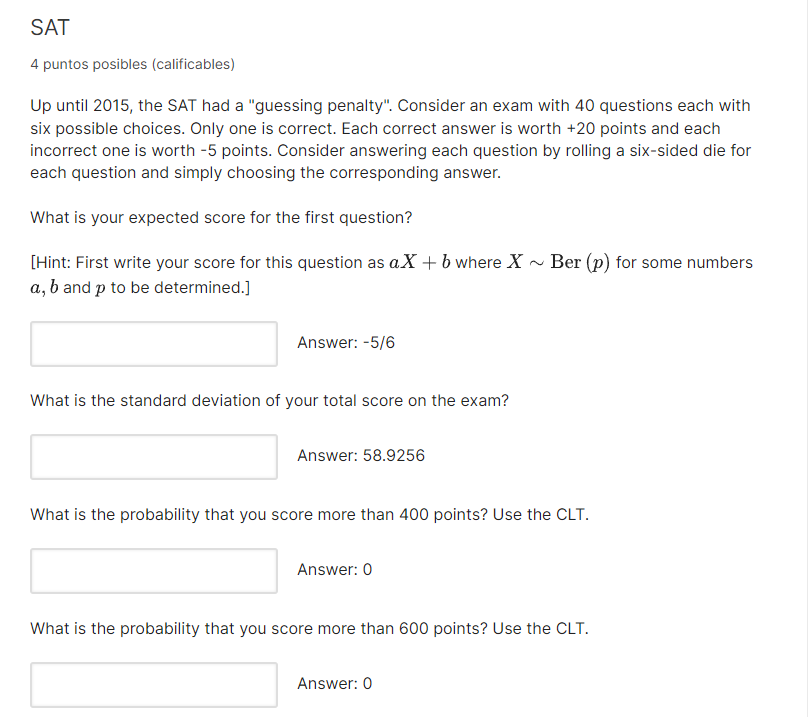 SAT
4 puntos posibles (calificables)
Up until 2015, the SAT had a "guessing penalty". Consider an exam with 40 questions each with
six possible choices. Only one is correct. Each correct answer is worth +20 points and each
incorrect one is worth -5 points. Consider answering each question by rolling a six-sided die for
each question and simply choosing the corresponding answer.
What is your expected score for the first question?
[Hint: First write your score for this question as aX + b where X ∼ Ber (p) for some numbers
a, b and p to be determined.]
Answer: -5/6
What is the standard deviation of your total score on the exam?
Answer: 58.9256
What is the probability that you score more than 400 points? Use the CLT.
Answer: 0
What is the probability that you score more than 600 points? Use the CLT.
Answer: 0